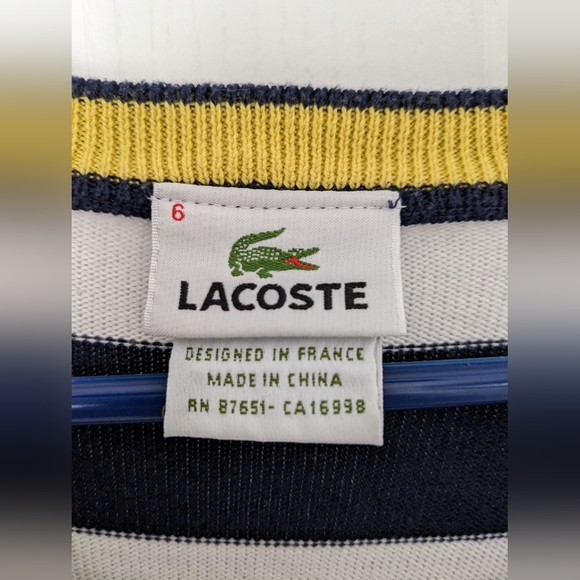 6
LACOSTE
DESIGNED IN FRANCE
MADE IN CHINA
RN 87651- CA16998